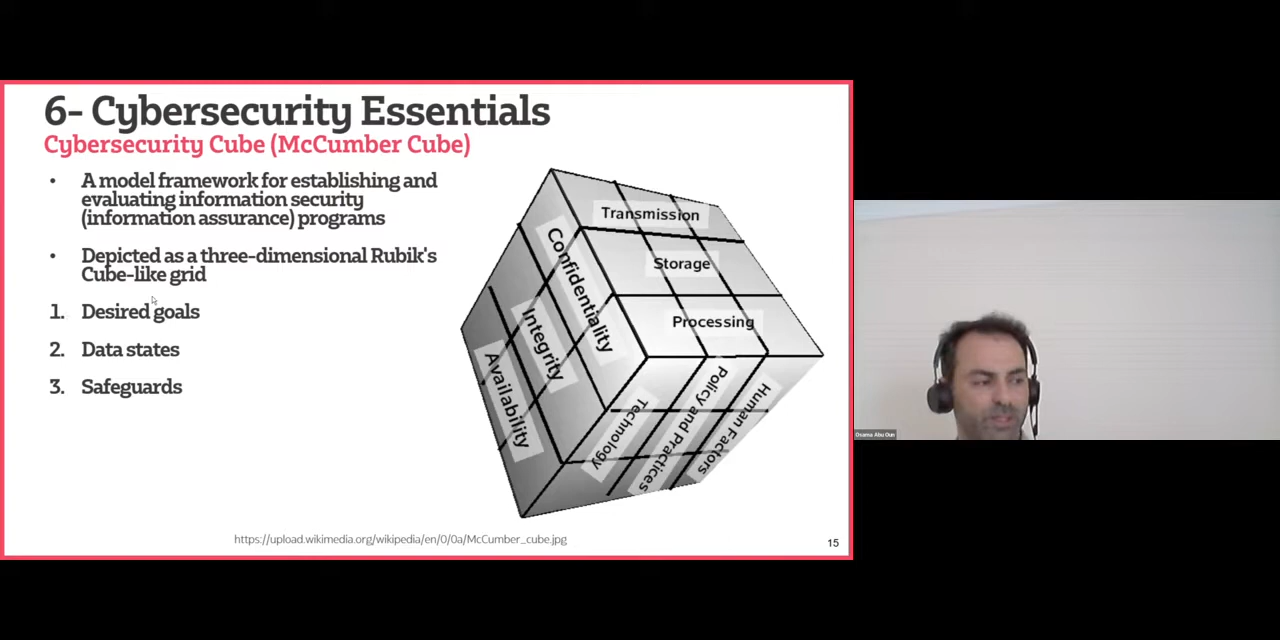 6- Cybersecurity Essentials
Cybersecurity Cube (McCumber Cube)
• A model framework for establishing and
evaluating information security
(information assurance) programs
• Depicted as a three-dimensional Rubik's
Cube-like grid
1. Desired goals
2. Data states
3. Safeguards
Transmission
Storage
Processing
Confidentiality
Integrity
Availability
Technology
Policy and Practices
Human Factors
https://upload.wikimedia.org/wikipedia/en/0/0a/McCumber_cube.jpg
15
Osama Abu Oun